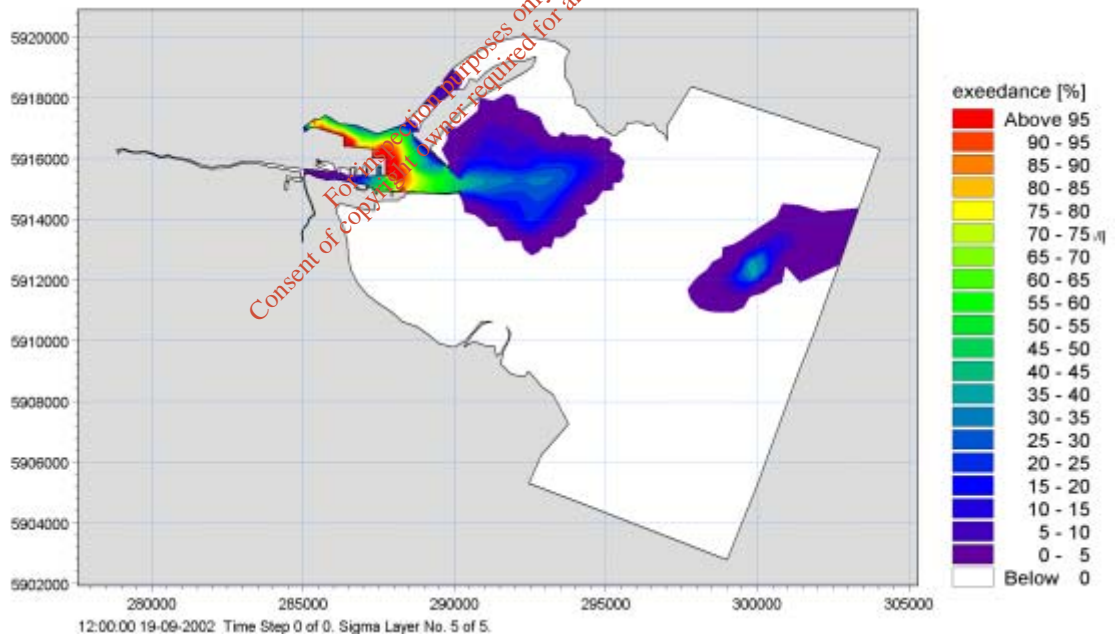 For inspection purposes only
Consent of copyright owner required for a
5920000
5918000
5916000
5914000
5912000
5910000
5908000
5906000
5904000
5902000
280000
285000
290000
295000
300000
305000
12:00:00 19-09-2002 Time Step 0 of 0. Sigma Layer No. 5 of 5.
exeedance [%]
Above 95
90 - 95
85 - 90
80 - 85
75 - 80
70 - 75
65 - 70
60 - 65
55 - 60
50 - 55
45 - 50
40 - 45
35 - 40
30 - 35
25 - 30
20 - 25
15 - 20
10 - 15
5 - 10
0 - 5
Below 0